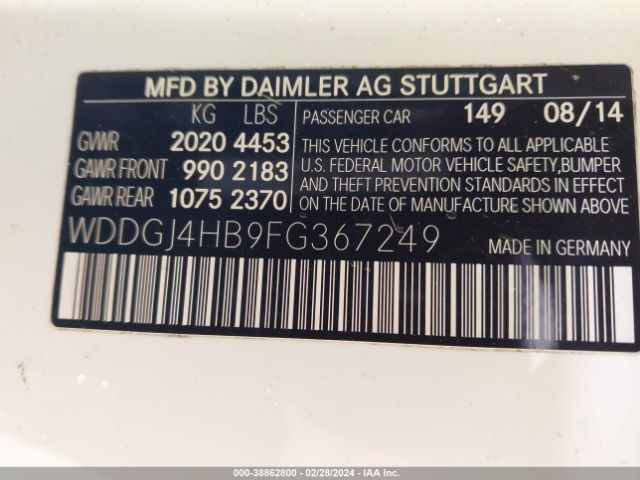 MFD BY DAIMLER AG STUTTGART
KG LBS
GVWR 2020 4453
GAWR FRONT 990 2183
GAWR REAR 1075 2370
PASSENGER CAR 149 08/14
THIS VEHICLE CONFORMS TO ALL APPLICABLE
U.S. FEDERAL MOTOR VEHICLE SAFETY,BUMPER
AND THEFT PREVENTION STANDARDS IN EFFECT
ON THE DATE OF MANUFACTURE SHOWN ABOVE
WDDGJ4HB9FG367249 MADE IN GERMANY
000-38862800 - 02/28/2024 - IAA Inc.